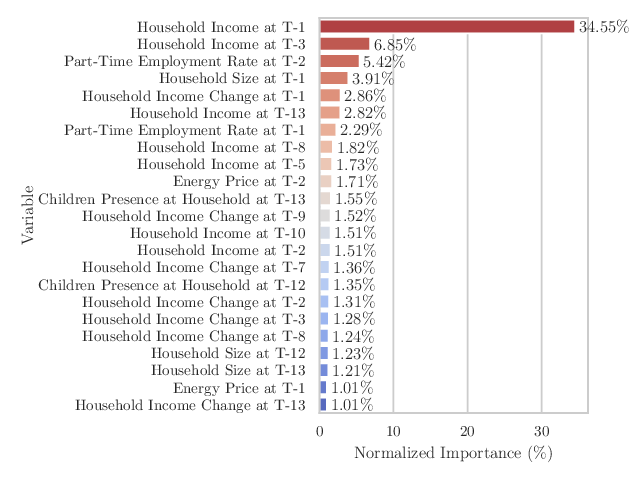 Household Income at T-1 34.55%
Household Income at T-3 6.85%
Part-Time Employment Rate at T-2 5.42%
Household Size at T-1 3.91%
Household Income Change at T-1 2.86%
Household Income at T-13 2.82%
Part-Time Employment Rate at T-1 2.29%
Household Income at T-8 1.82%
Household Income at T-5 1.73%
Energy Price at T-2 1.71%
Children Presence at Household at T-13 1.55%
Household Income Change at T-9 1.52%
Household Income at T-10 1.51%
Household Income at T-2 1.51%
Household Income Change at T-7 1.36%
Children Presence at Household at T-12 1.35%
Household Income Change at T-2 1.31%
Household Income Change at T-3 1.28%
Household Income Change at T-8 1.24%
Household Size at T-12 1.23%
Household Size at T-13 1.21%
Energy Price at T-1 1.01%
Household Income Change at T-13 1.01%
Variable
0 10 20 30
Normalized Importance (%)